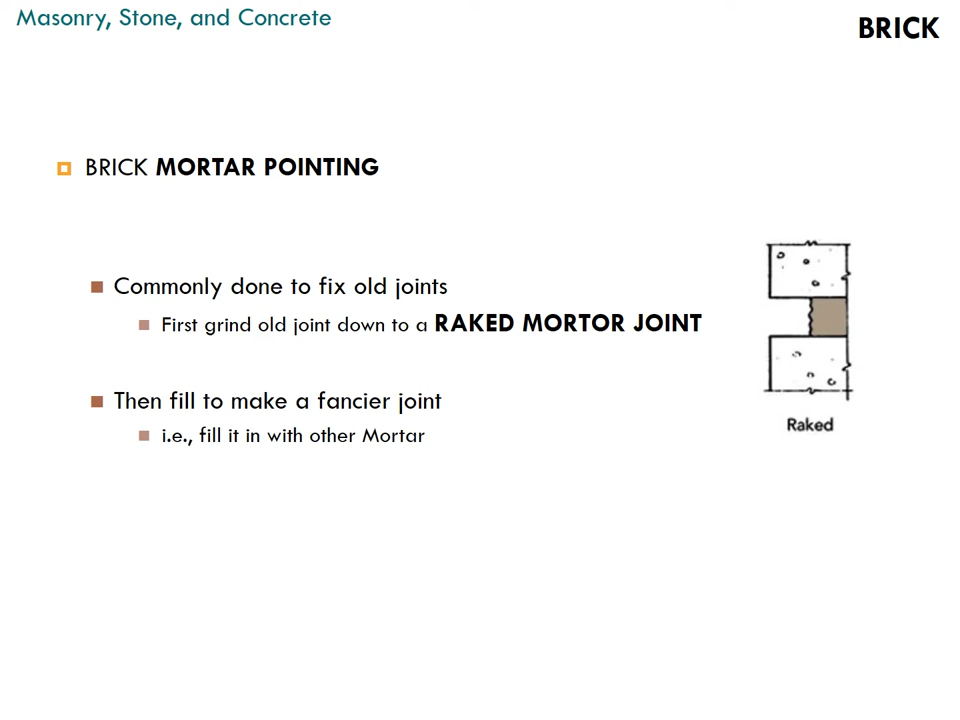 Masonry, Stone, and Concrete
BRICK
BRICK MORTAR POINTING
Commonly done to fix old joints
First grind old joint down to a RAKED MORTOR JOINT
Then fill to make a fancier joint
i.e., fill it in with other Mortar
Raked